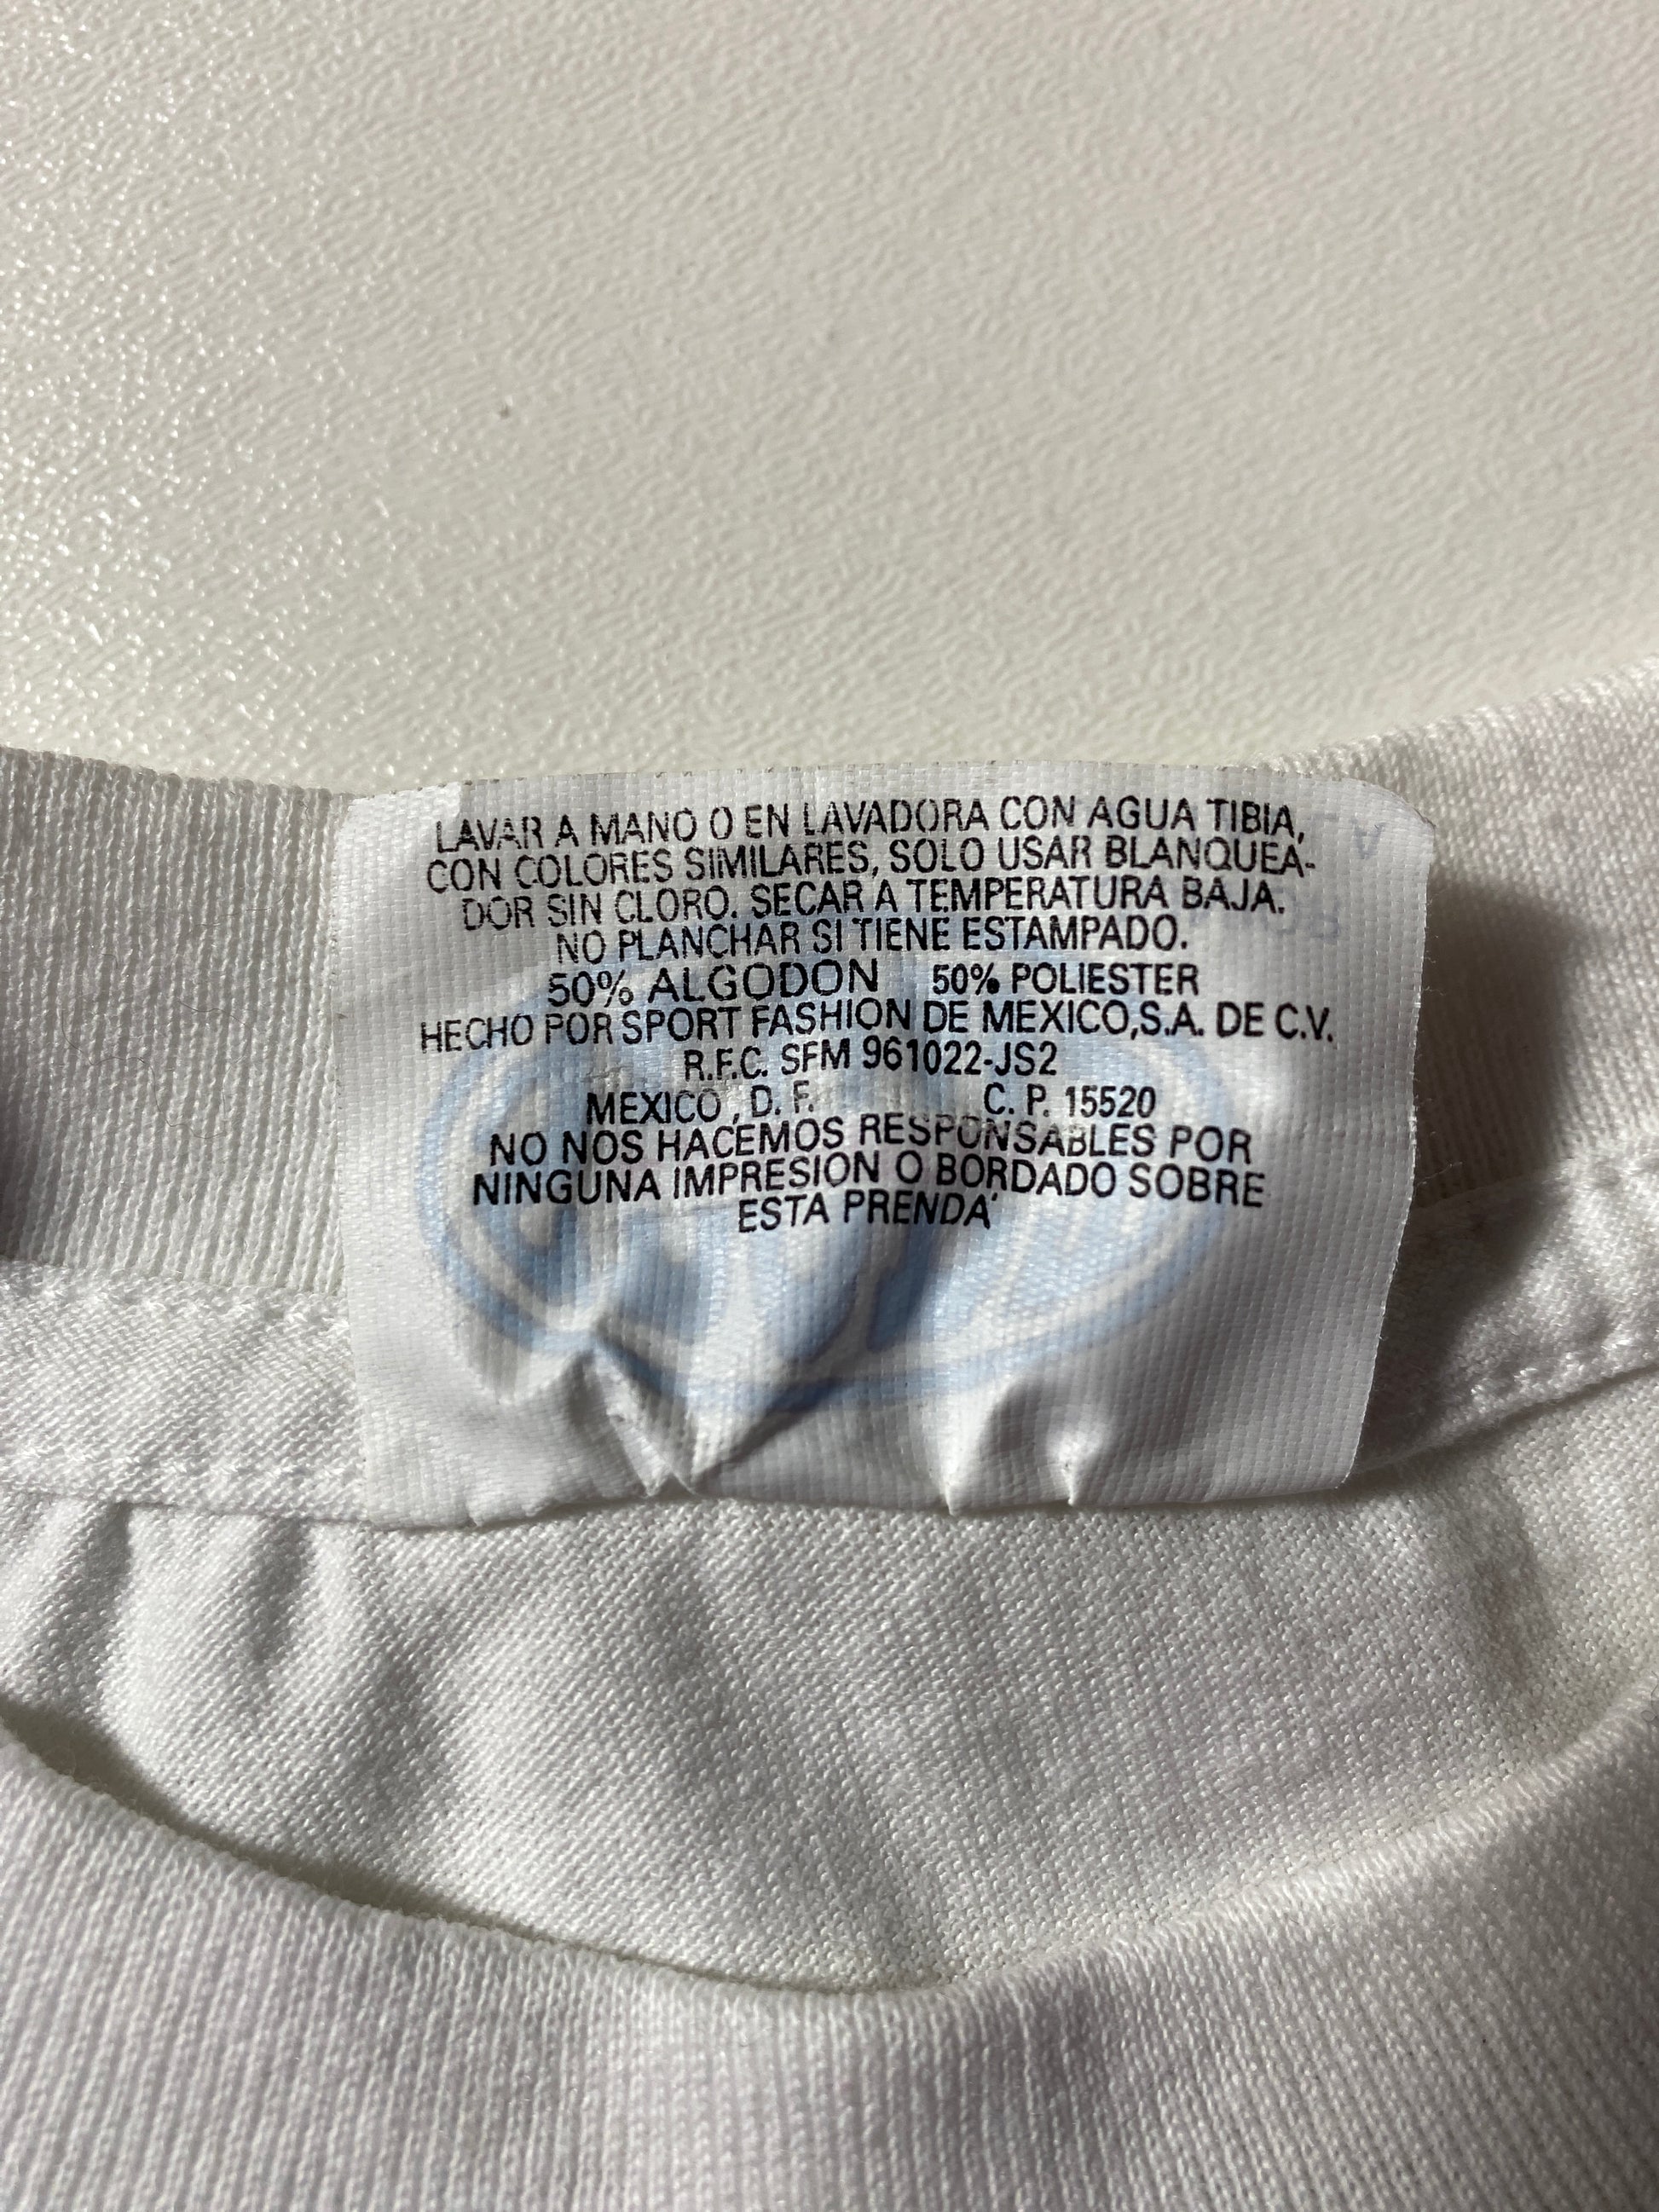 LAVAR A MANO O EN LAVADORA CON AGUA TIBIA,
CON COLORES SIMILARES, SOLO USAR BLANQUEA-
DOR SIN CLORO. SECAR A TEMPERATURA BAJA.
NO PLANCHAR SI TIENE ESTAMPADO.
50% ALGODON 50% POLIESTER
HECHO POR SPORT FASHION DE MEXICO,S.A. DE C.V.
R.F.C. SFM 961022-JS2
MEXICO , D. F. C. P. 15520
NO NOS HACEMOS RESPONSABLES POR
NINGUNA IMPRESION O BORDADO SOBRE
ESTA PRENDA